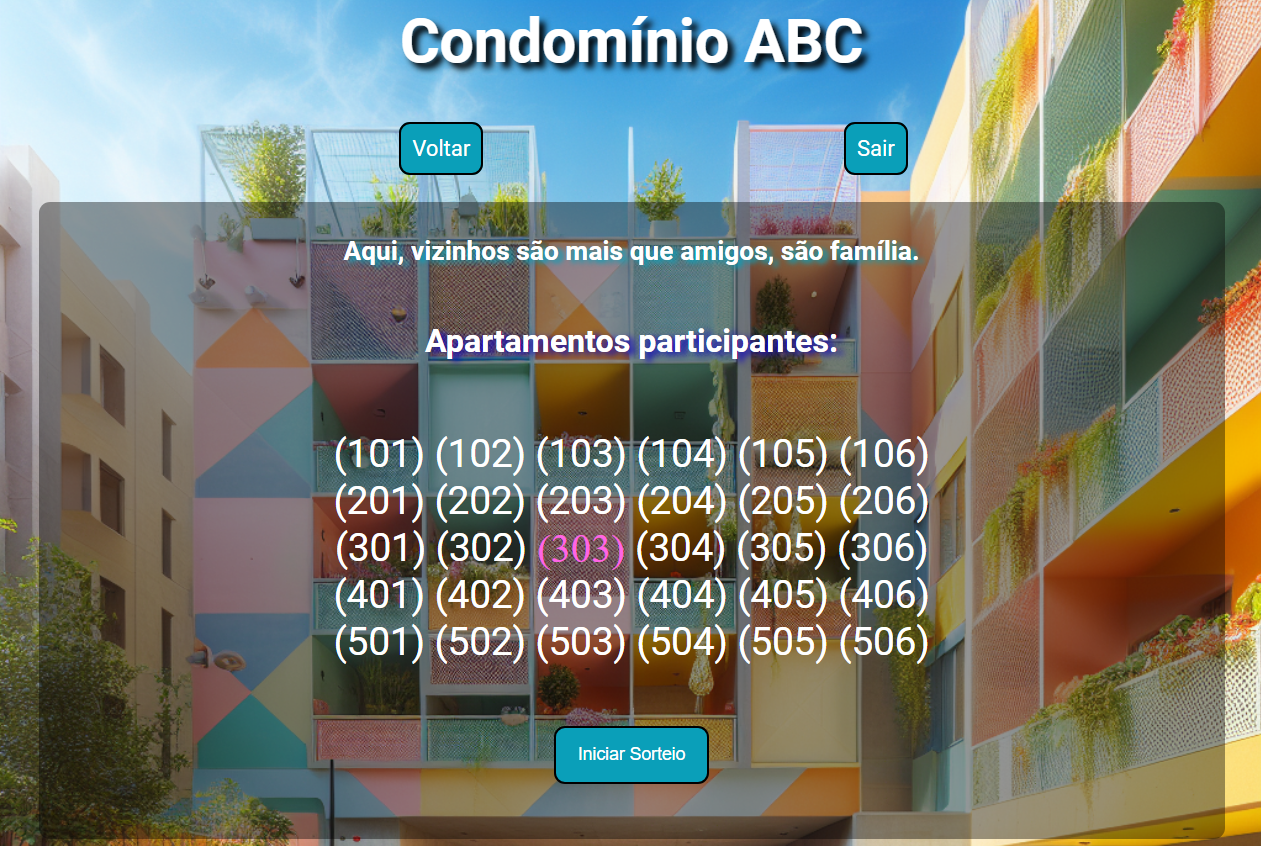 Condomínio ABC
Voltar Sair
Aqui, vizinhos são mais que amigos, são família.
Apartamentos participantes:
(101) (102) (103) (104) (105) (106)
(201) (202) (203) (204) (205) (206)
(301) (302) (303) (304) (305) (306)
(401) (402) (403) (404) (405) (406)
(501) (502) (503) (504) (505) (506)
Iniciar Sorteio